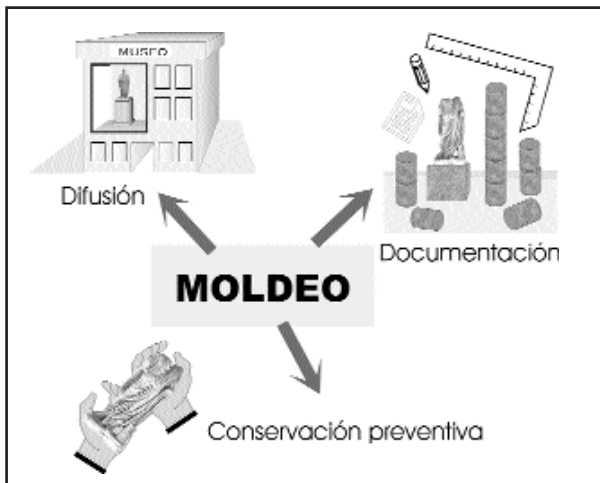 MUSEO
Difusión
Documentación
MOLDEO
Conservación preventiva